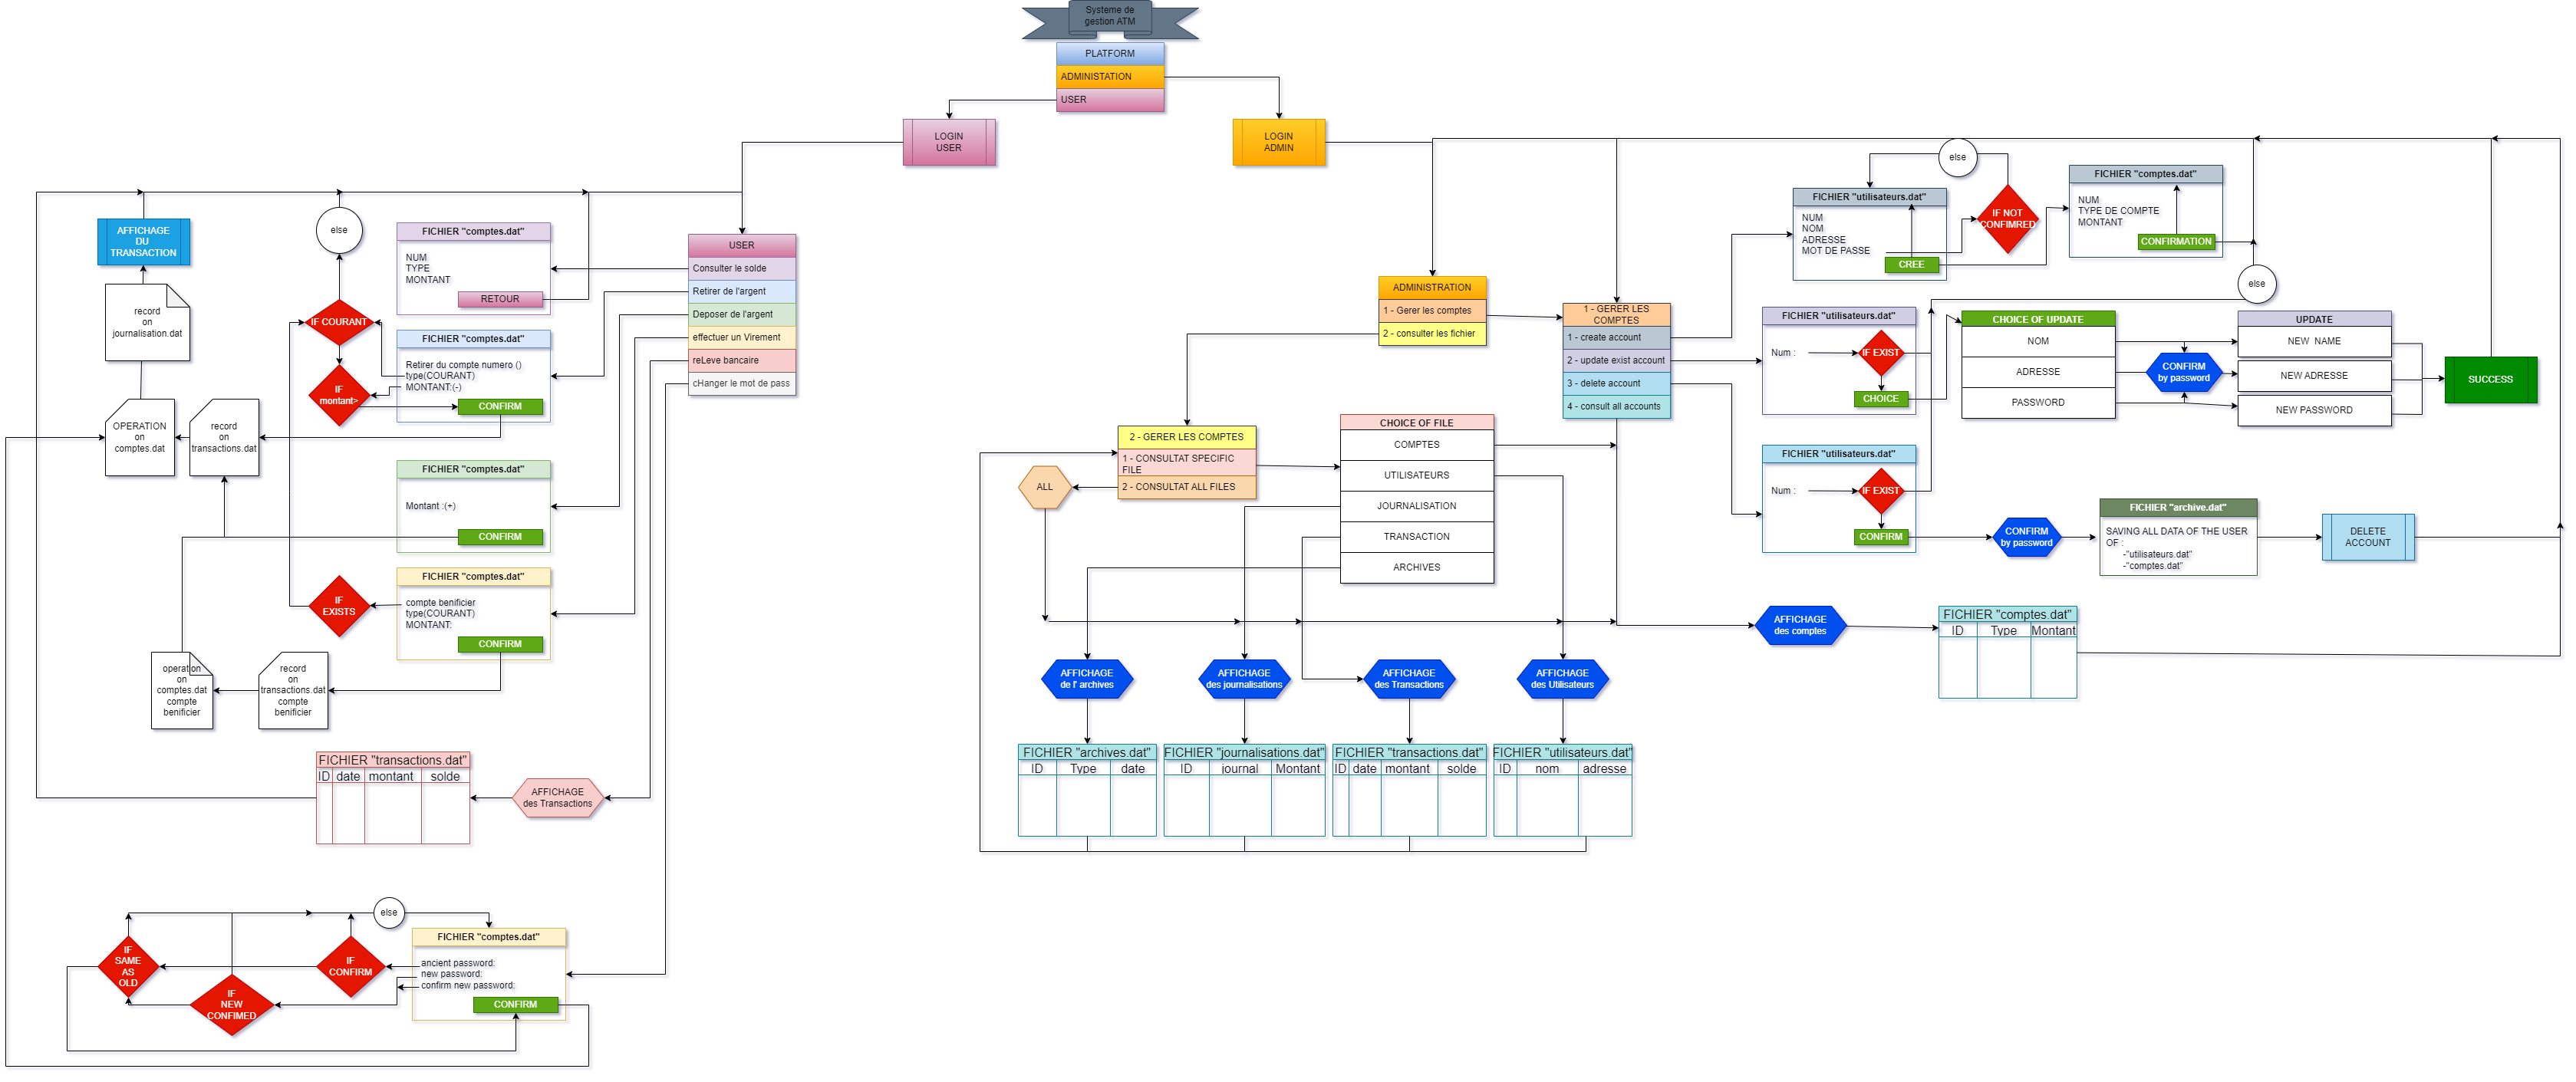 Systeme de
gestion ATM
PLATFORM
ADMINISTATION
USER
LOGIN
USER
LOGIN
ADMIN
AFFICHAGE
DU
TRANSACTION
record
on
journalisation.dat
OPERATION
on
comptes.dat
record
on
transactions.dat
else
IF COURANT
IF
montant>
FICHIER "comptes.dat"
NUM
TYPE
MONTANT
RETOUR
FICHIER "comptes.dat"
Retirer du compte numero ()
type(COURANT)
MONTANT:(-)
CONFIRM
FICHIER "comptes.dat"
Montant :(+)
CONFIRM
FICHIER "comptes.dat"
compte benificier
type(COURANT)
MONTANT:
CONFIRM
IF
EXISTS
operation
on
comptes.dat
compte
benificier
record
on
transactions.dat
compte
benificier
USER
Consulter le solde
Retirer de l'argent
Deposer de l'argent
effectuer un Virement
reLeve bancaire
cHanger le mot de pass
FICHIER "transactions.dat"
ID date montant solde
AFFICHAGE
des Transactions
else
IF
SAME
AS
OLD
IF
NEW
CONFIMED
IF
CONFIRM
FICHIER "comptes.dat"
ancient password:
new password:
confirm new password:
CONFIRM
ADMINISTRATION
1 - Gerer les comptes
2 - consulter les fichier
1 - GERER LES
COMPTES
1 - create account
2 - update exist account
3 - delete account
4 - consult all accounts
2 - GERER LES COMPTES
1 - CONSULTAT SPECIFIC
FILE
2 - CONSULTAT ALL FILES
ALL
CHOICE OF FILE
COMPTES
UTILISATEURS
JOURNALISATION
TRANSACTION
ARCHIVES
AFFICHAGE
de l' archives
AFFICHAGE
des journalisations
AFFICHAGE
des Transactions
AFFICHAGE
des Utilisateurs
FICHIER "archives.dat"
ID Type date
FICHIER "journalisations.dat"
ID journal Montant
FICHIER "transactions.dat"
ID date montant solde
FICHIER "utilisateurs.dat"
ID nom adresse
else
FICHIER "utilisateurs.dat"
NUM
NOM
ADRESSE
MOT DE PASSE
CREE
IF NOT
CONFIMRED
FICHIER "comptes.dat"
NUM
TYPE DE COMPTE
MONTANT
CONFIRMATION
else
FICHIER "utilisateurs.dat"
Num :
IF EXIST
CHOICE
CHOICE OF UPDATE
NOM
ADRESSE
PASSWORD
CONFIRM
by password
UPDATE
NEW  NAME
NEW ADRESSE
NEW PASSWORD
SUCCESS
FICHIER "utilisateurs.dat"
Num :
IF EXIST
CONFIRM
CONFIRM
by password
FICHIER "archive.dat"
SAVING ALL DATA OF THE USER
OF :
-"utilisateurs.dat"
-"comptes.dat"
DELETE
ACCOUNT
AFFICHAGE
des comptes
FICHIER "comptes.dat"
ID Type Montant